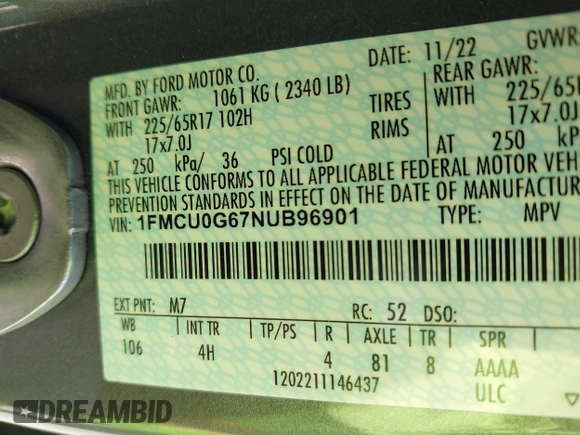 DATE: 11/22 GVWR
MFD. BY FORD MOTOR CO.
FRONT GAWR: 1061 KG ( 2340 LB) REAR GAWR:
WITH 225/65R17 102H TIRES WITH 225/65R
17x7.0J RIMS 17x7.0J
AT 250 kPa/ 36 PSI COLD AT 250 kP
THIS VEHICLE CONFORMS TO ALL APPLICABLE FEDERAL MOTOR VEHIC
PREVENTION STANDARDS IN EFFECT ON THE DATE OF MANUFACTURE
VIN: 1FMCU0G67NUB96901 TYPE: MPV
EXT PNT: M7 RC: 52 DSO:
WB INT TR TP/PS R AXLE TR SPR
106 4H 4 81 8 AAAA
1202211146437 ULC
DREAMBID